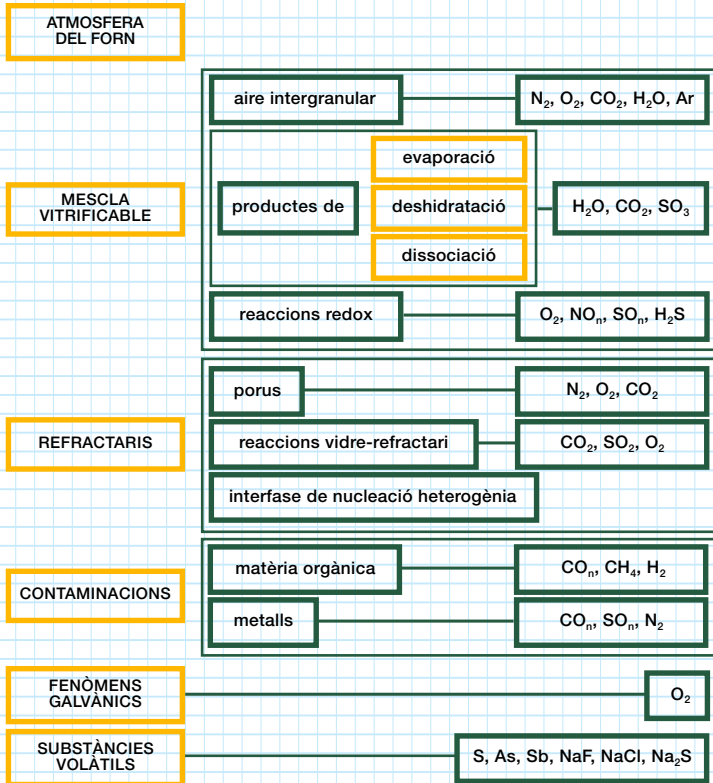 ATMOSFERA
DEL FORN
aire intergranular
N₂, O₂, CO₂, H₂O, Ar
MESCLA
VITRIFICABLE
productes de
evaporació
deshidratació
dissociació
H₂O, CO₂, SO₃
reaccions redox
O₂, NOₙ, SOₙ, H₂S
REFRACTARIS
porus
N₂, O₂, CO₂
reaccions vidre-refractari
CO₂, SO₂, O₂
interfase de nucleació heterogènia
CONTAMINACIONS
matèria orgànica
COₙ, CH₄, H₂
metalls
COₙ, SOₙ, N₂
FENÒMENS
GALVÀNICS
O₂
SUBSTÀNCIES
VOLÀTILS
S, As, Sb, NaF, NaCl, Na₂S